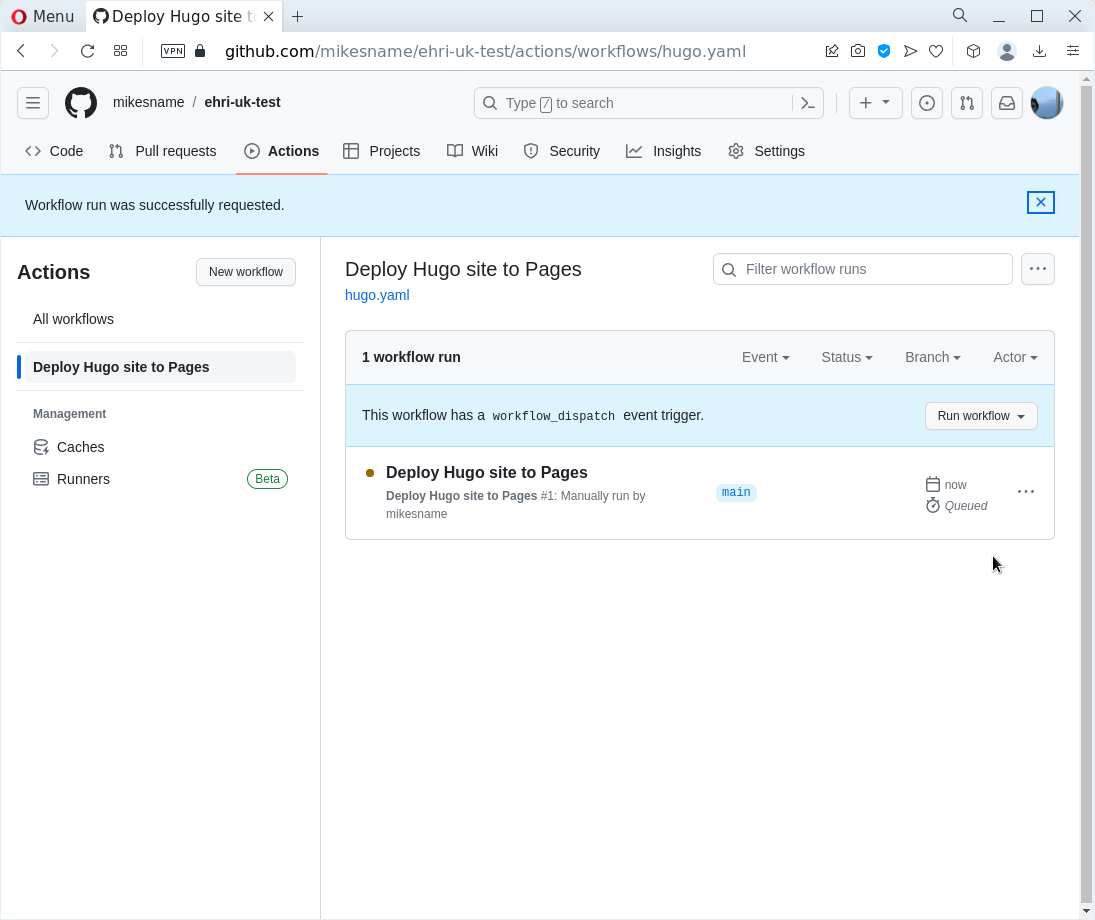 Menu
Deploy Hugo site t
VPN
github.com/mikesname/ehri-uk-test/actions/workflows/hugo.yaml
mikesname / ehri-uk-test
Type / to search
Code
Pull requests
Actions
Projects
Wiki
Security
Insights
Settings
Workflow run was successfully requested.
Actions
New workflow
All workflows
Deploy Hugo site to Pages
Management
Caches
Runners
Beta
Deploy Hugo site to Pages
hugo.yaml
Filter workflow runs
1 workflow run
Event
Status
Branch
Actor
This workflow has a workflow_dispatch event trigger.
Run workflow
Deploy Hugo site to Pages
Deploy Hugo site to Pages #1: Manually run by
mikesname
main
now
Queued